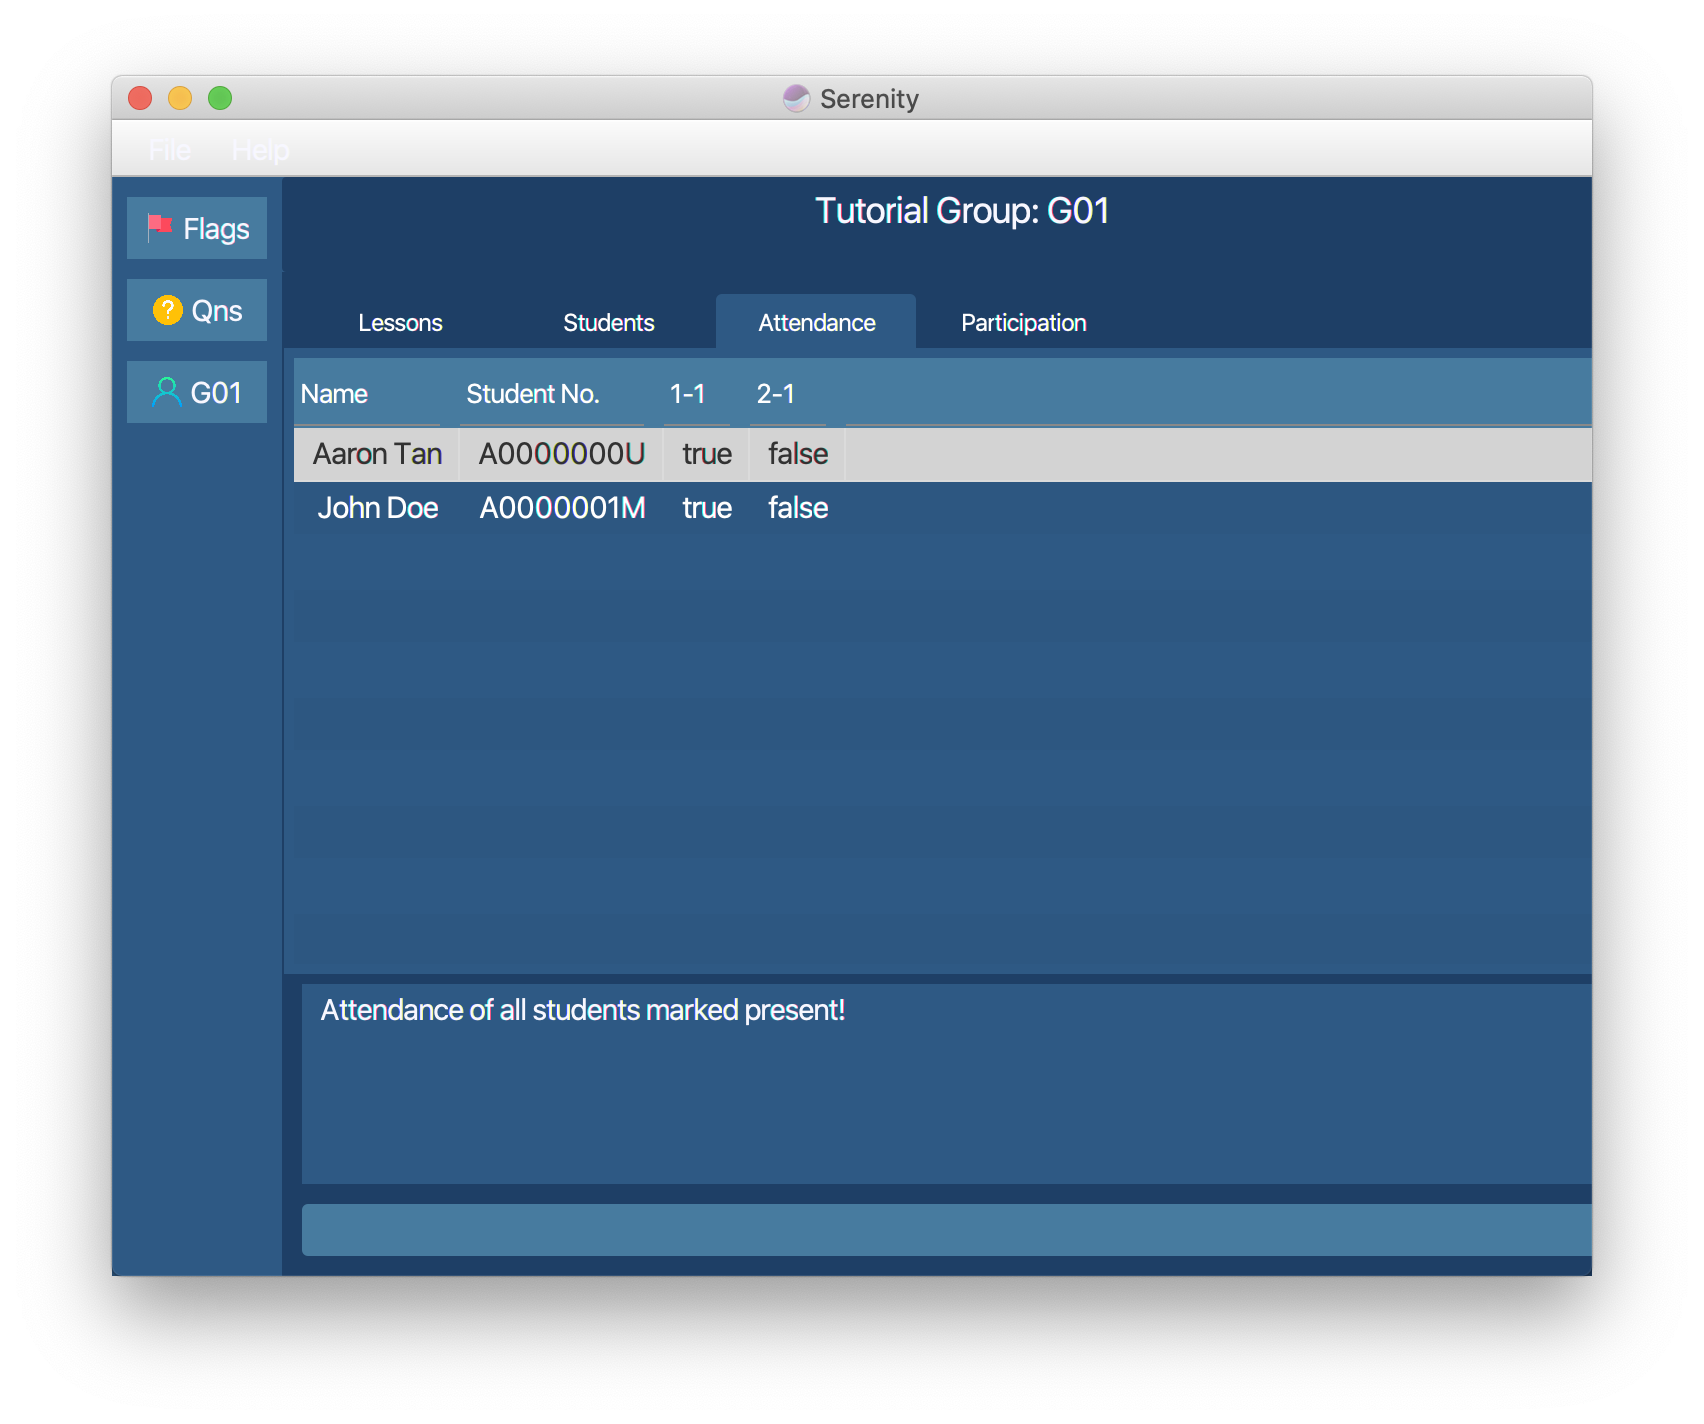 Serenity
File Help
Flags
Qns
G01
Tutorial Group: G01
Lessons Students Attendance Participation
Name Student No. 1-1 2-1
Aaron Tan A0000000U true false
John Doe A0000001M true false
Attendance of all students marked present!